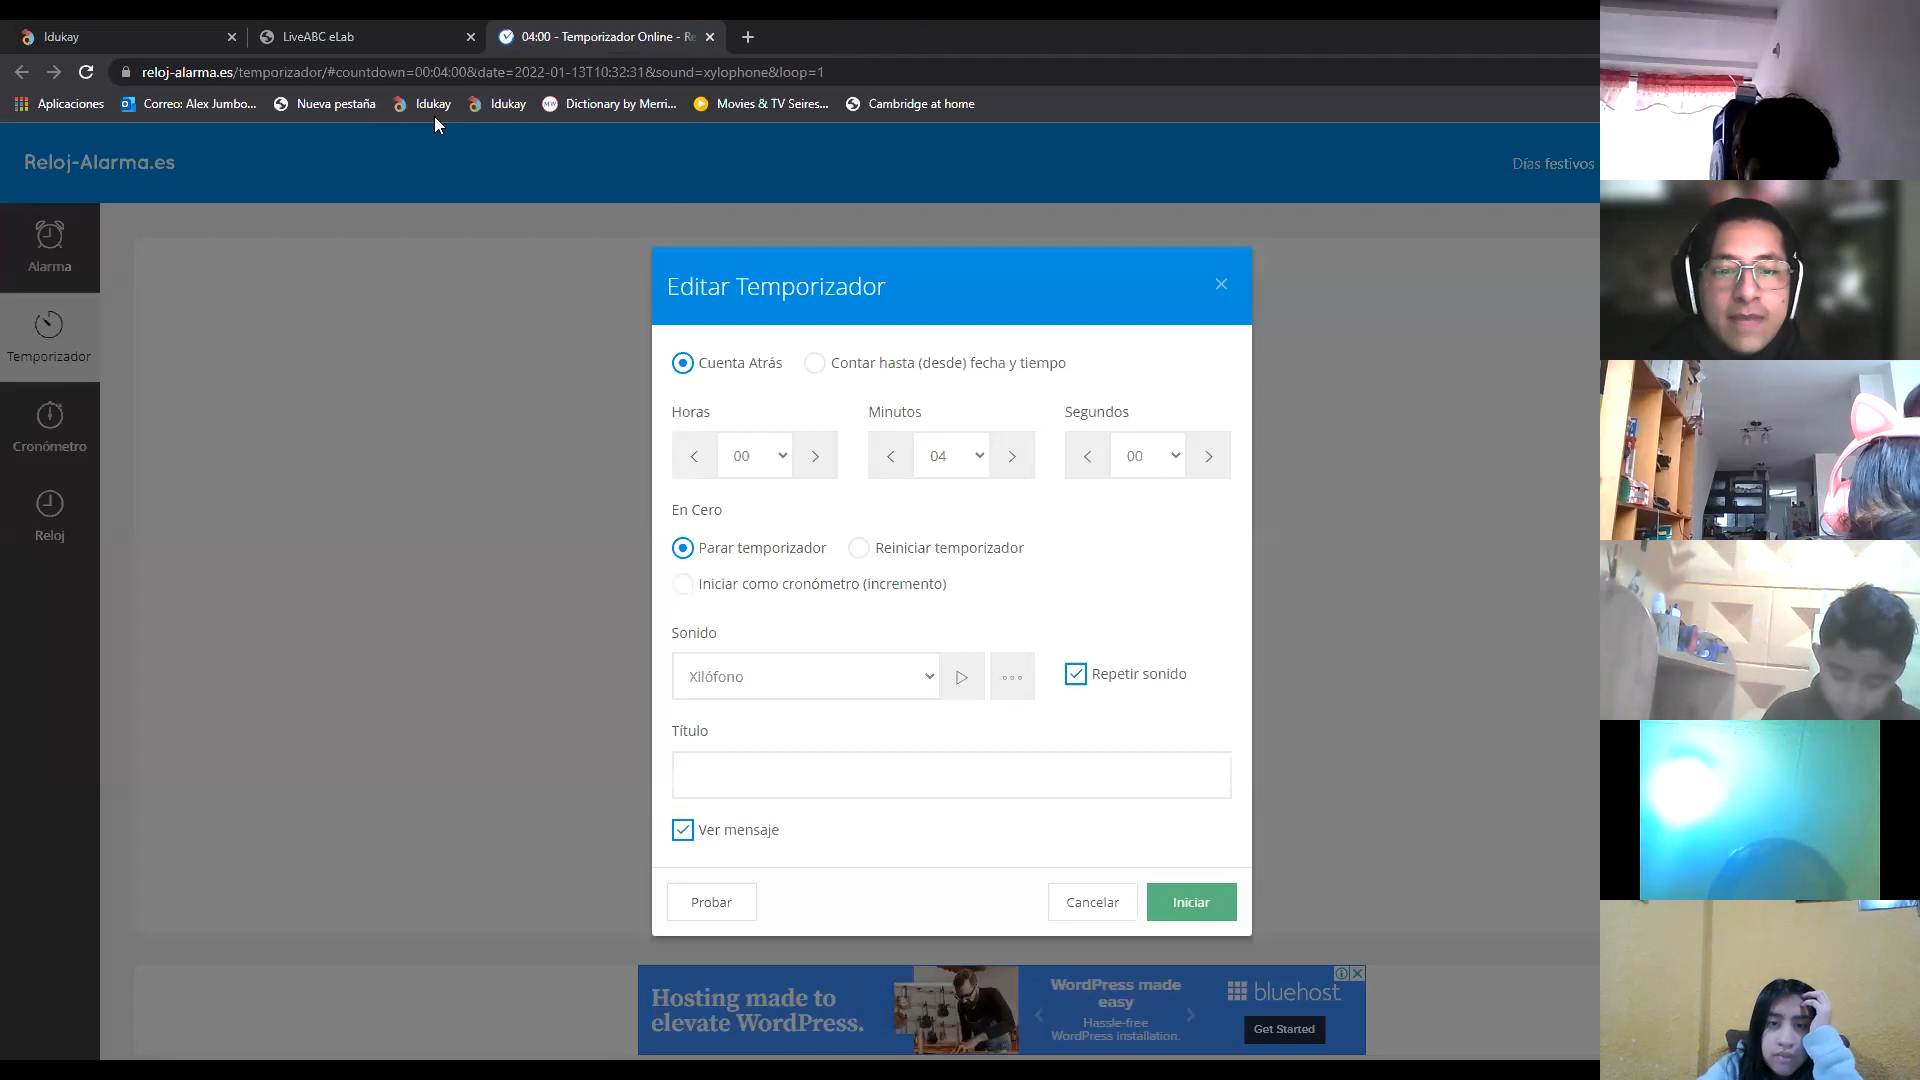 Idukay
LiveABC eLab
04:00 - Temporizador Online - Re
reloj-alarma.es/temporizador/#countdown=00:04:00&date=2022-01-13T10:32:31&sound=xylophone&loop=1
Aplicaciones
Correo: Alex Jumbo...
Nueva pestaña
Idukay
Idukay
Dictionary by Merri...
Movies & TV Seires...
Cambridge at home
Reloj-Alarma.es
Días festivos
Alarma
Temporizador
Cronómetro
Reloj
Editar Temporizador
Cuenta Atrás
Contar hasta (desde) fecha y tiempo
Horas
Minutos
Segundos
00
04
00
En Cero
Parar temporizador
Reiniciar temporizador
Iniciar como cronómetro (incremento)
Sonido
Xilófono
Repetir sonido
Título
Ver mensaje
Probar
Cancelar
Iniciar
Hosting made to
elevate WordPress.
WordPress made
easy
Hassle-free
WordPress installation.
bluehost
Get Started